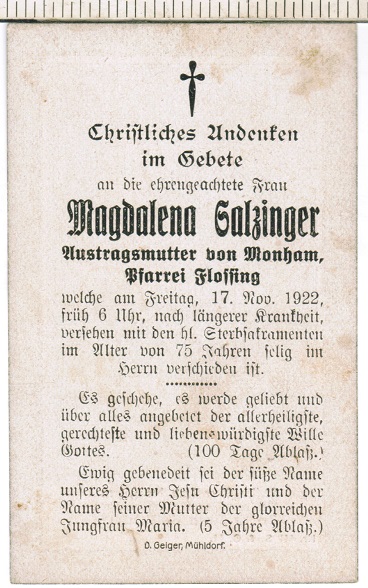 Christliches Andenken
im Gebete
an die ehrengeachtete Frau
Magdalena Salzinger
Austragsmutter von Monham,
Pfarrei Flossing
welche am Freitag, 17. Nov. 1922,
früh 6 Uhr, nach längerer Krankheit,
versehen mit den hl. Sterbsakramenten
im Alter von 75 Jahren selig im
Herrn verschieden ist.
Es geschehe, es werde geliebt und
über alles angebetet der allerheiligste,
gerechteste und liebenswürdigste Wille
Gottes. (100 Tage Ablaß.)
Ewig gebenedeit sei der süße Name
unseres Herrn Jesu Christi und der
Name seiner Mutter der glorreichen
Jungfrau Maria. (5 Jahre Ablaß.)
O. Geiger, Mühldorf.